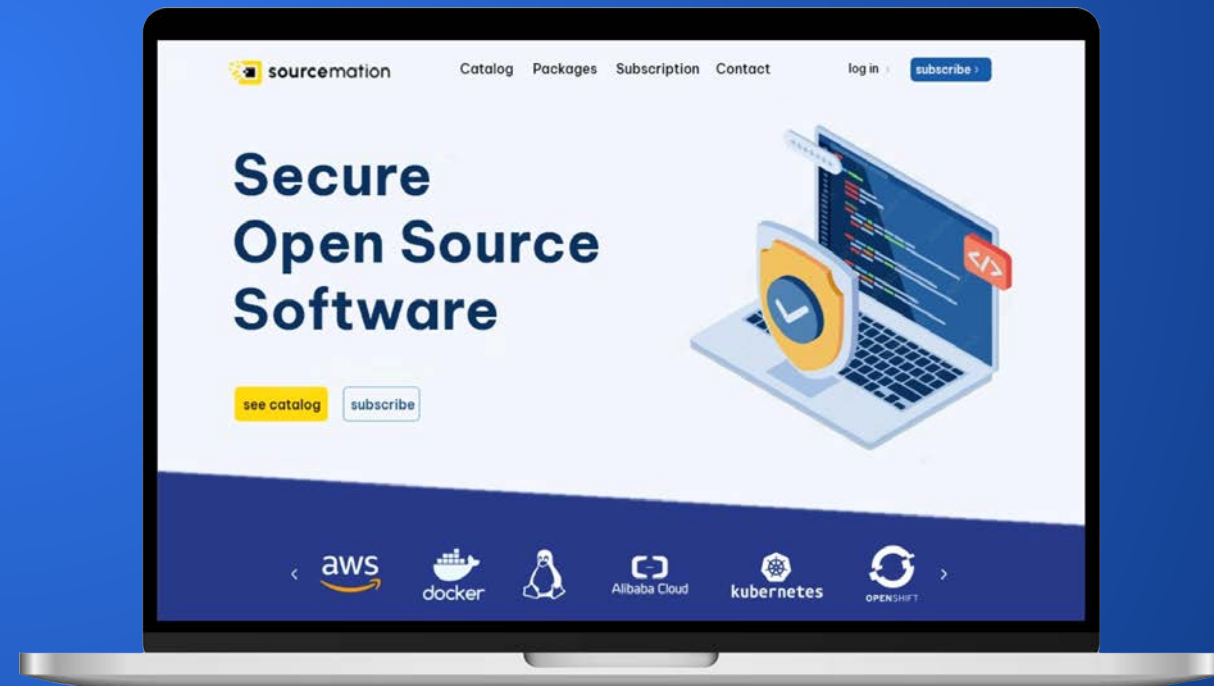 sourcemation
Catalog Packages Subscription Contact
log in
subscribe
Secure
Open Source
Software
see catalog
subscribe
aws
docker
Alibaba Cloud
kubernetes
OPENSHIFT